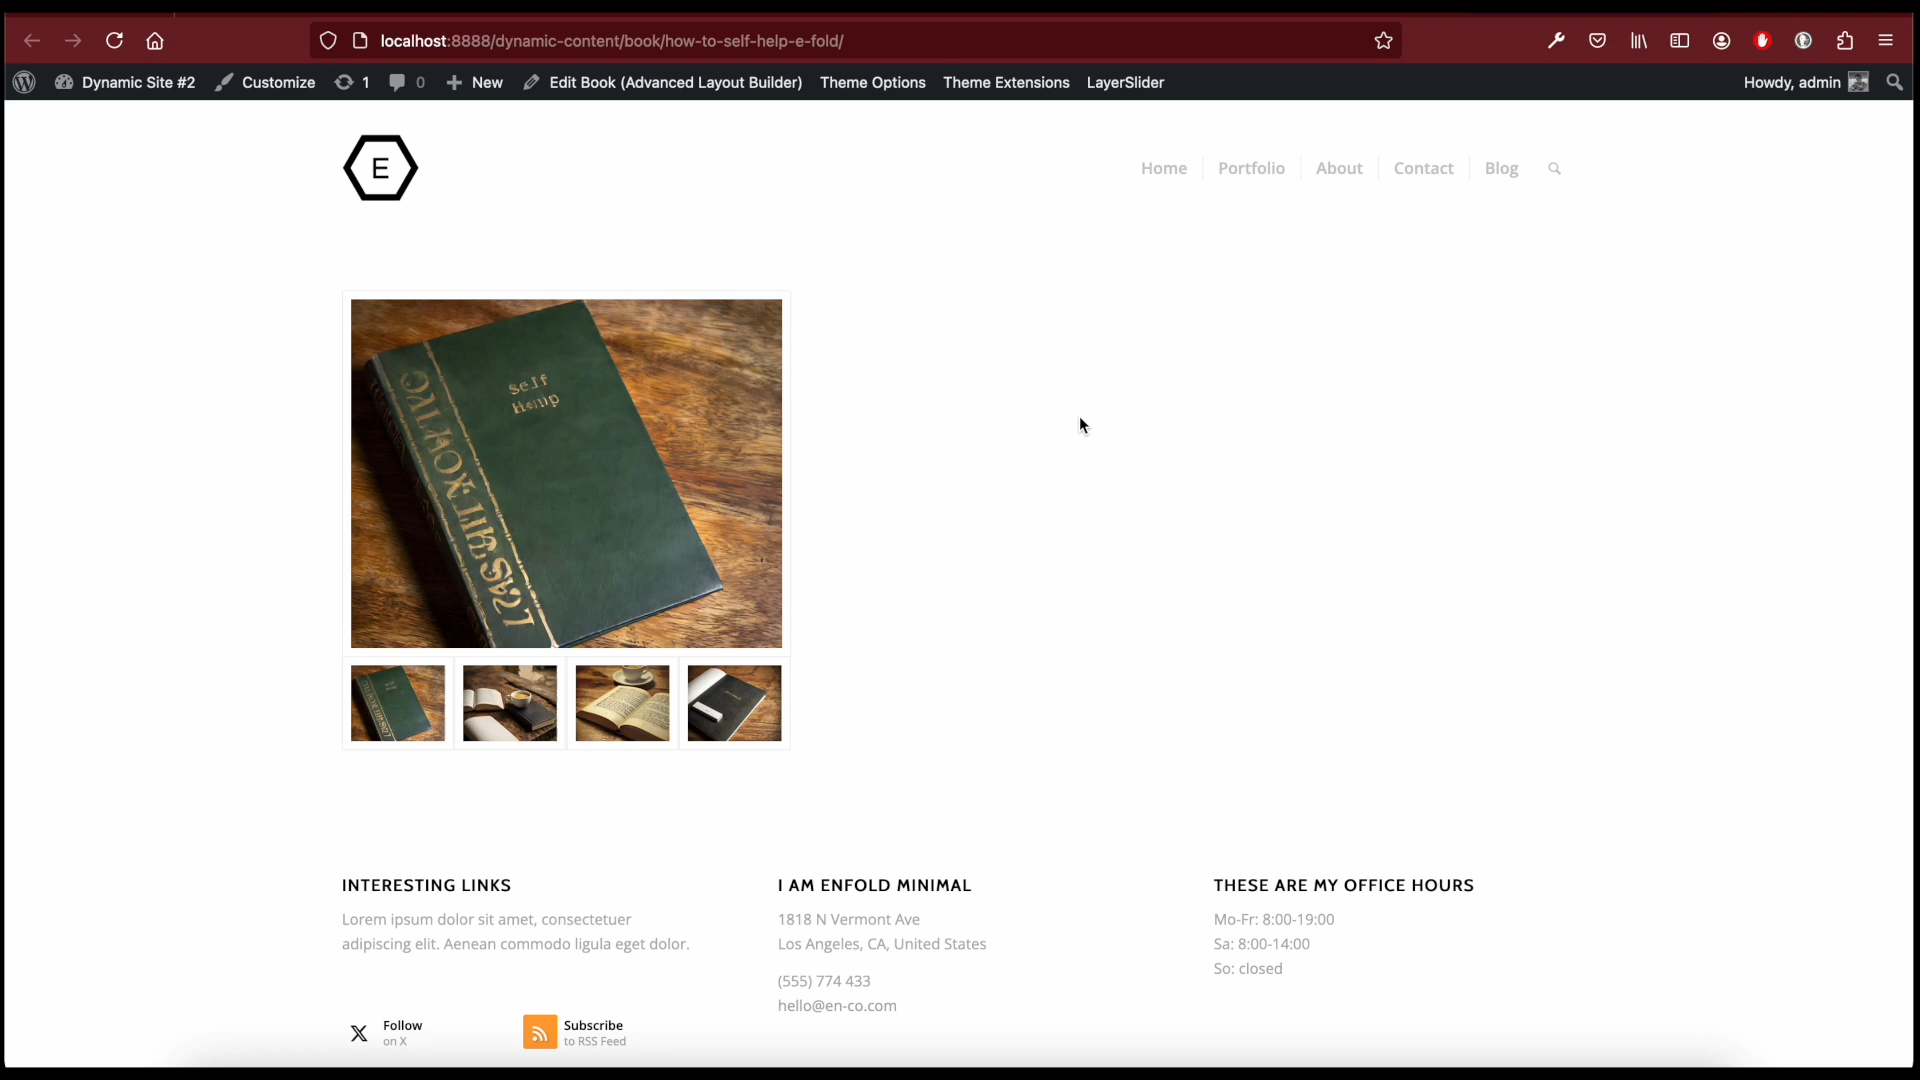 localhost:8888/dynamic-content/book/how-to-self-help-e-fold/
Dynamic Site #2 Customize 1 0 New Edit Book (Advanced Layout Builder) Theme Options Theme Extensions LayerSlider Howdy, admin
E
Home Portfolio About Contact Blog
self
INTERESTING LINKS
Lorem ipsum dolor sit amet, consectetuer
adipiscing elit. Aenean commodo ligula eget dolor.
Follow
on X
Subscribe
to RSS Feed
I AM ENFOLD MINIMAL
1818 N Vermont Ave
Los Angeles, CA, United States
(555) 774 433
hello@en-co.com
THESE ARE MY OFFICE HOURS
Mo-Fr: 8:00-19:00
Sa: 8:00-14:00
So: closed